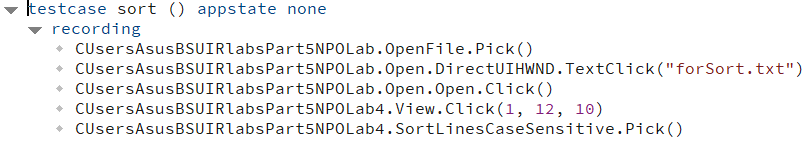 testcase sort () appstate none
recording
CUsersAsusBSUIRlabsPart5NPOLab.OpenFile.Pick()
CUsersAsusBSUIRlabsPart5NPOLab.Open.DirectUIHWND.TextClick("forSort.txt")
CUsersAsusBSUIRlabsPart5NPOLab.Open.Open.Click()
CUsersAsusBSUIRlabsPart5NPOLab4.View.Click(1, 12, 10)
CUsersAsusBSUIRlabsPart5NPOLab4.SortLinesCaseSensitive.Pick()